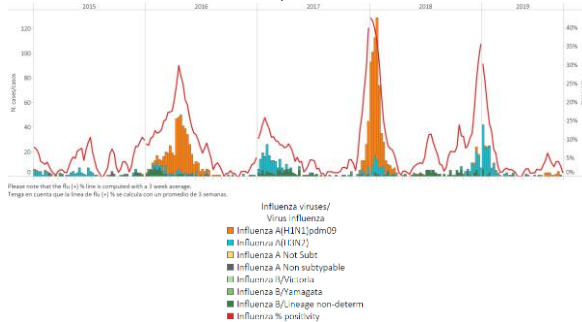 2015 2016 2017 2018 2019
120
100
80
60
40
20
0
N. cases/casos
40%
35%
30%
25%
20%
15%
10%
5%
0%
Please note that the flu (+) % line is computed with a 3 week average.
Tenga en cuenta que la línea de flu (+) % se calcula con un promedio de 3 semanas.
Influenza viruses/
Virus influenza
Influenza A(H1N1)pdm09
Influenza A(H3N2)
Influenza A Not Subt
Influenza A Non subtypable
Influenza B/Victoria
Influenza B/Yamagata
Influenza B/Lineage non-determ
Influenza % positivity